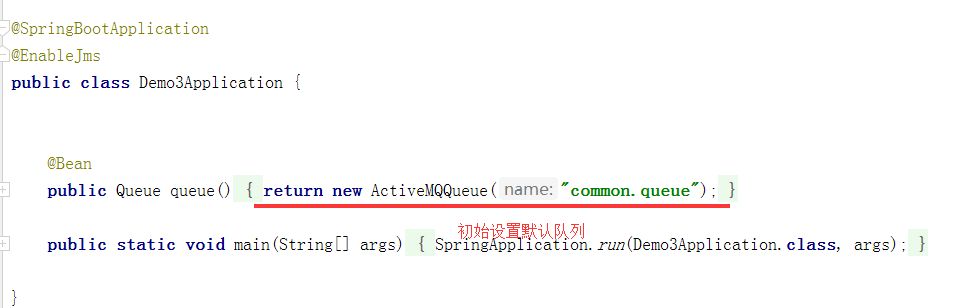 @SpringBootApplication
@EnableJms
public class Demo3Application {
@Bean
public Queue queue() { return new ActiveMQQueue( name: "common.queue"); }
初始设置默认队列
public static void main(String[] args) { SpringApplication.run(Demo3Application.class, args); }
}